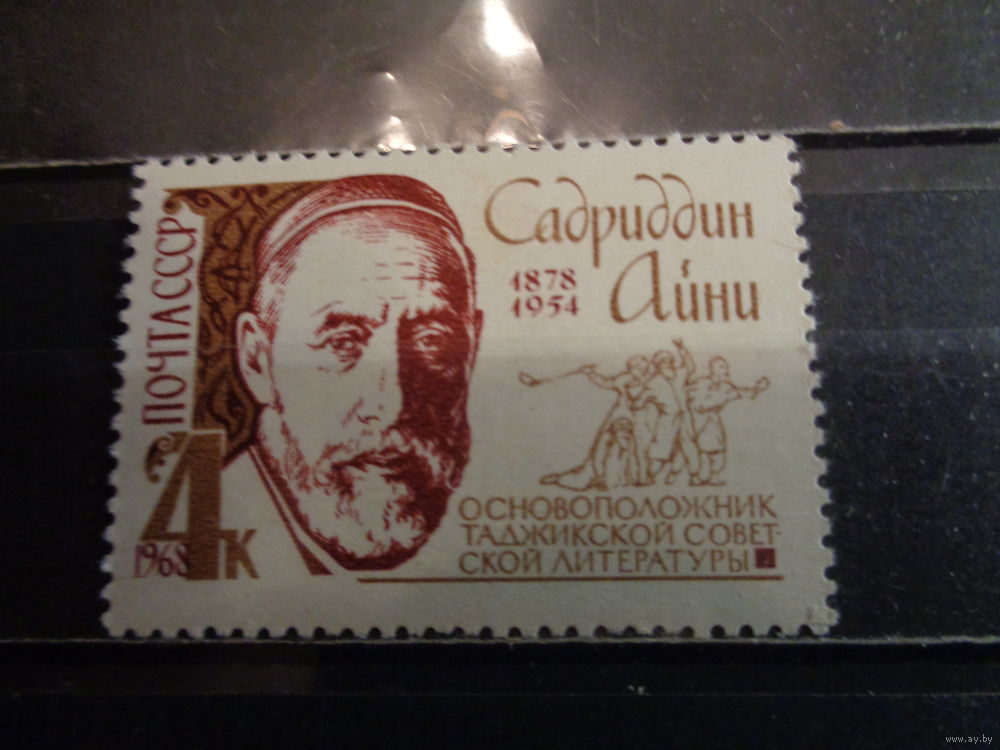 ПОЧТА СССР
Садриддин
Айни
1878
1954
ОСНОВОПОЛОЖНИК
ТАДЖИКСКОЙ СОВЕТ-
СКОЙ ЛИТЕРАТУРЫ
4К
1968
www.ay.by